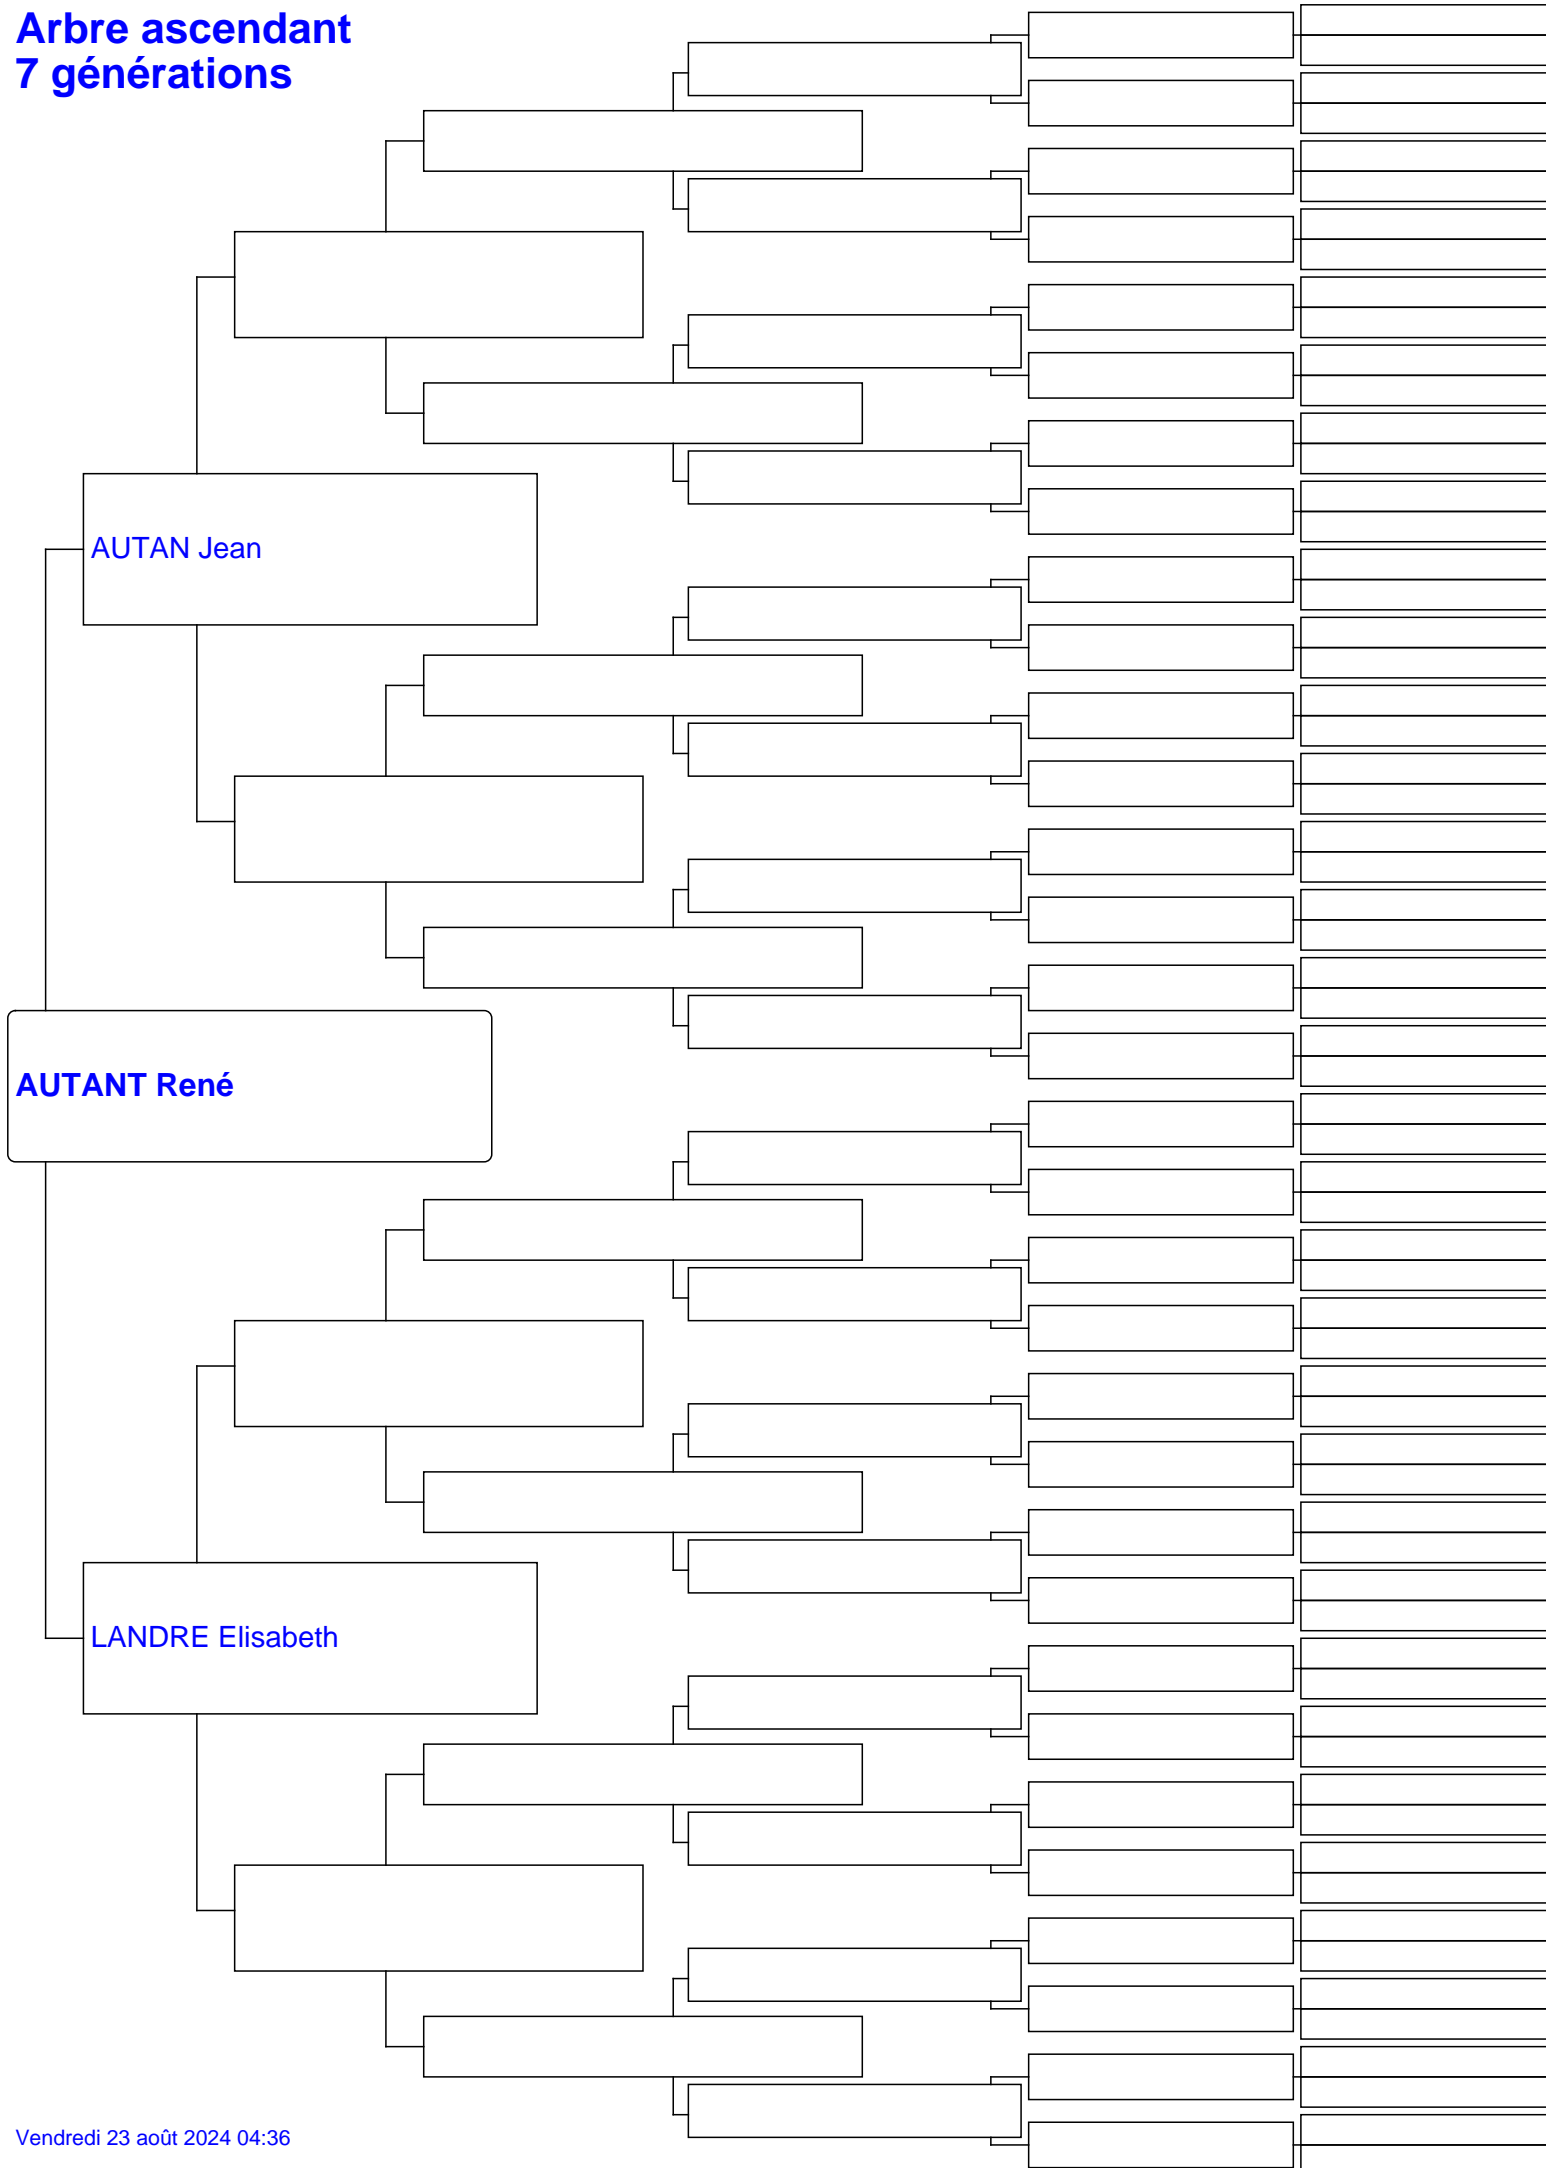 Arbre ascendant
7 générations
AUTAN Jean
AUTANT René
LANDRE Elisabeth
Vendredi 23 août 2024 04:36